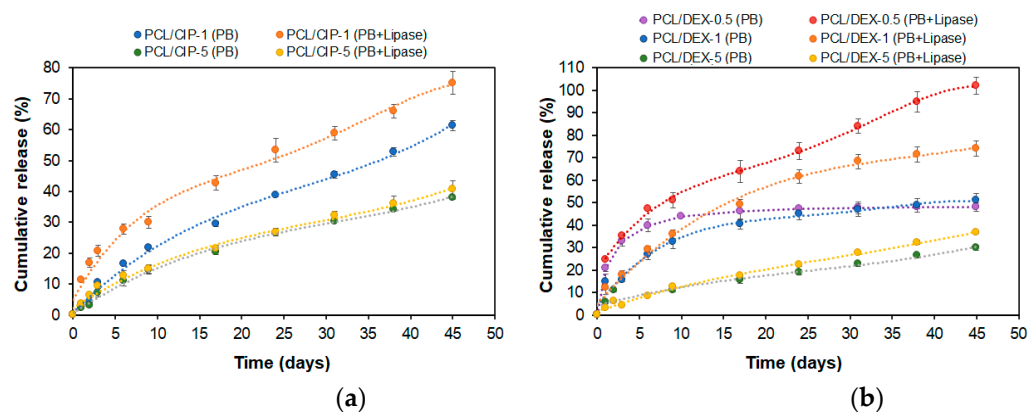 PCL/CIP-1 (PB) PCL/CIP-1 (PB+Lipase)
PCL/CIP-5 (PB) PCL/CIP-5 (PB+Lipase)
Cumulative release (%)
80
70
60
50
40
30
20
10
0
0 5 10 15 20 25 30 35 40 45 50
Time (days)
(a)
PCL/DEX-0.5 (PB) PCL/DEX-0.5 (PB+Lipase)
PCL/DEX-1 (PB) PCL/DEX-1 (PB+Lipase)
PCL/DEX-5 (PB) PCL/DEX-5 (PB+Lipase)
Cumulative release (%)
110
100
90
80
70
60
50
40
30
20
10
0
0 5 10 15 20 25 30 35 40 45 50
Time (days)
(b)